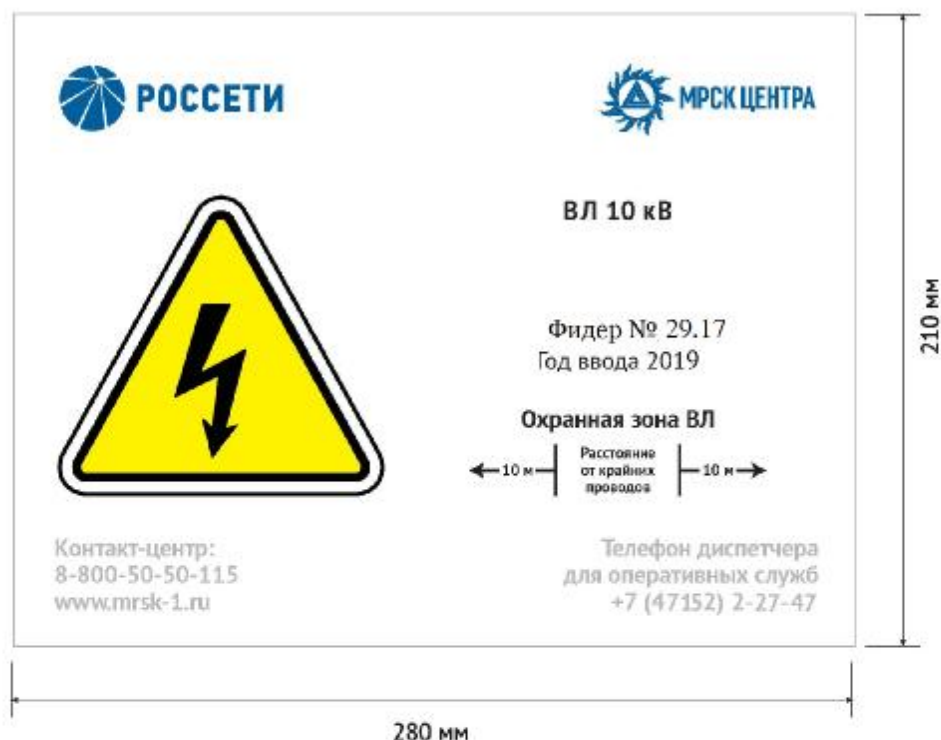 РОССЕТИ
МРСК ЦЕНТРА
ВЛ 10 кВ
Фидер № 29.17
Год ввода 2019
Охранная зона ВЛ
10 м
Расстояние
от крайних
проводов
10 м
Контакт-центр:
8-800-50-50-115
www.mrsk-1.ru
Телефон диспетчера
для оперативных служб
+7 (47152) 2-27-47
210 мм
280 мм